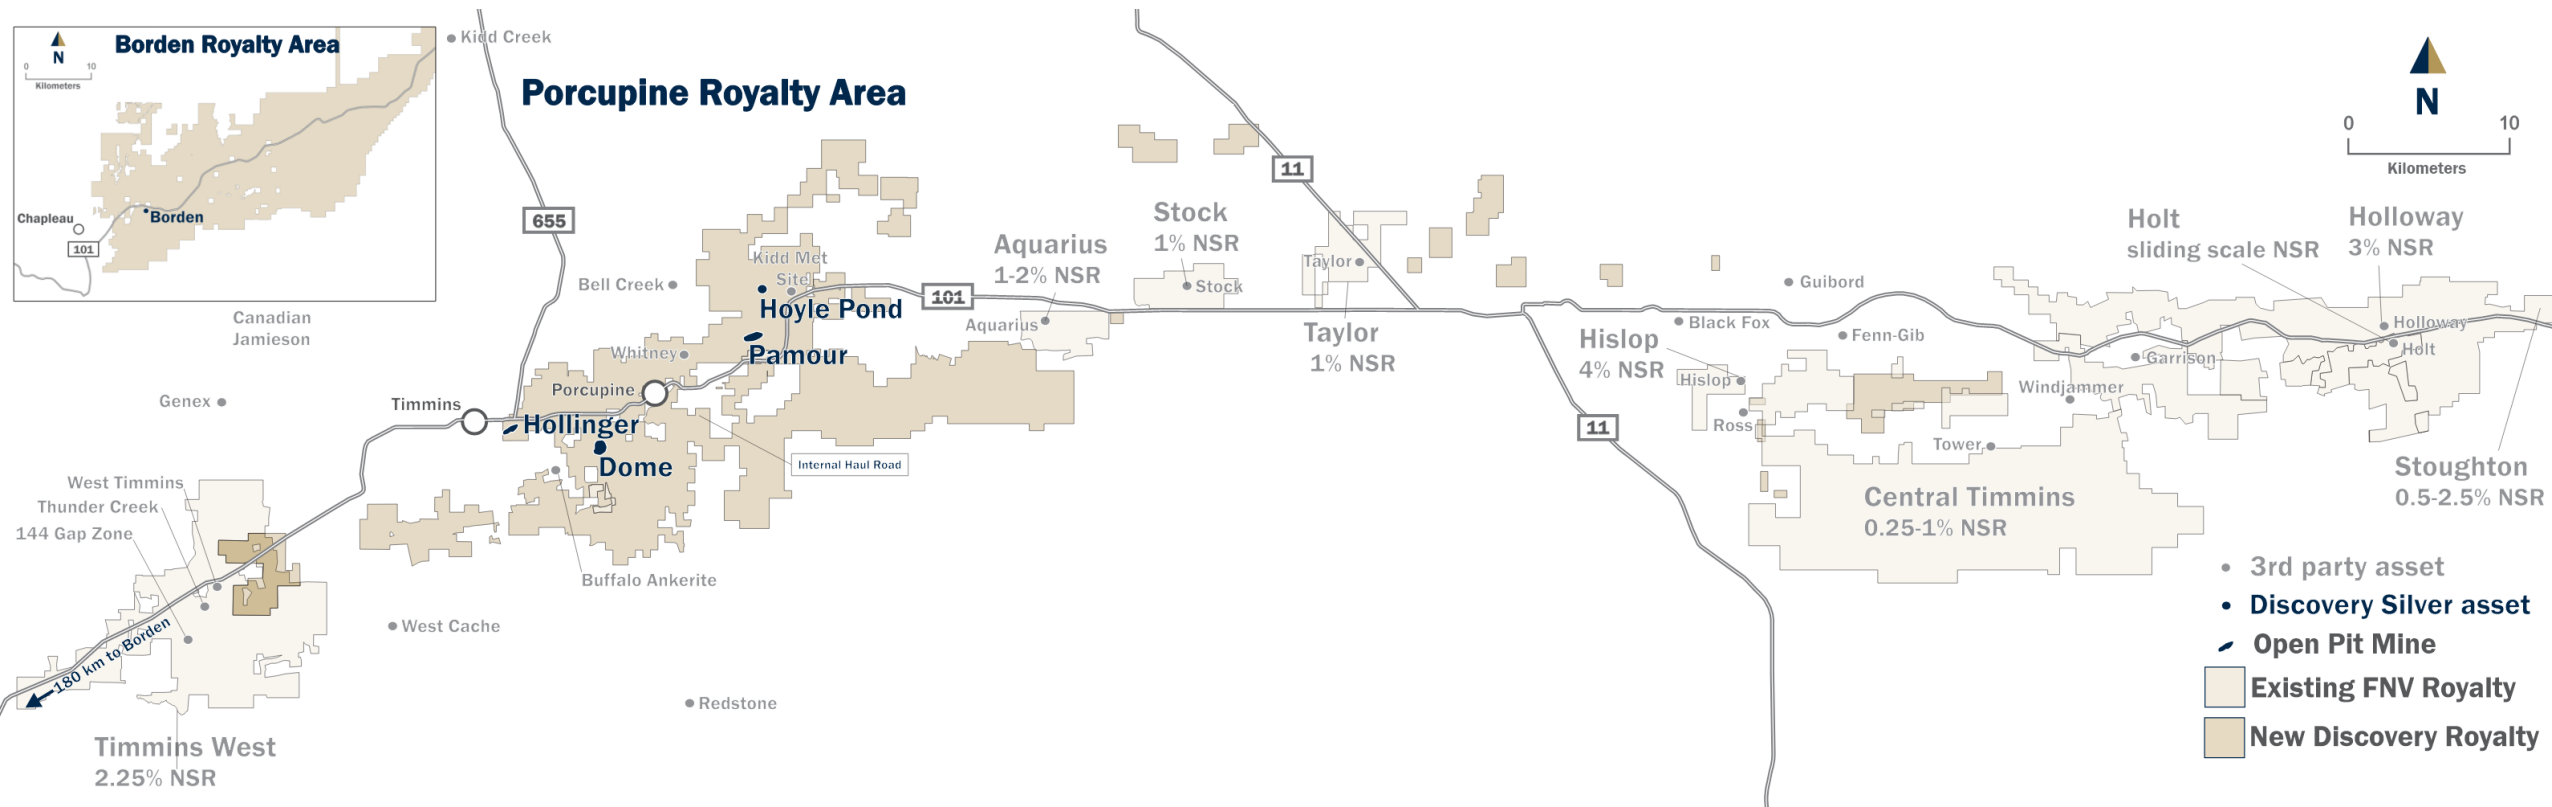 Borden Royalty Area
N
0 10
Kilometers
Chapleau
101
Borden
Kidd Creek
Porcupine Royalty Area
655
11
N
0 10
Kilometers
Canadian
Jamieson
Genex
Timmins
Bell Creek
Kidd Met
Site
Hoyle Pond
Pamour
Whitney
Porcupine
Hollinger
Dome
Internal Haul Road
Buffalo Ankerite
West Cache
Redstone
West Timmins
Thunder Creek
144 Gap Zone
180 km to Borden
Timmins West
2.25% NSR
101
Aquarius
1-2% NSR
Aquarius
Stock
1% NSR
Stock
Taylor
Taylor
1% NSR
Hislop
4% NSR
Hislop
Ross
Black Fox
11
Guibord
Fenn-Gib
Tower
Windjammer
Garrison
Central Timmins
0.25-1% NSR
Holt
sliding scale NSR
Holloway
3% NSR
Holloway
Holt
Stoughton
0.5-2.5% NSR
3rd party asset
Discovery Silver asset
Open Pit Mine
Existing FNV Royalty
New Discovery Royalty